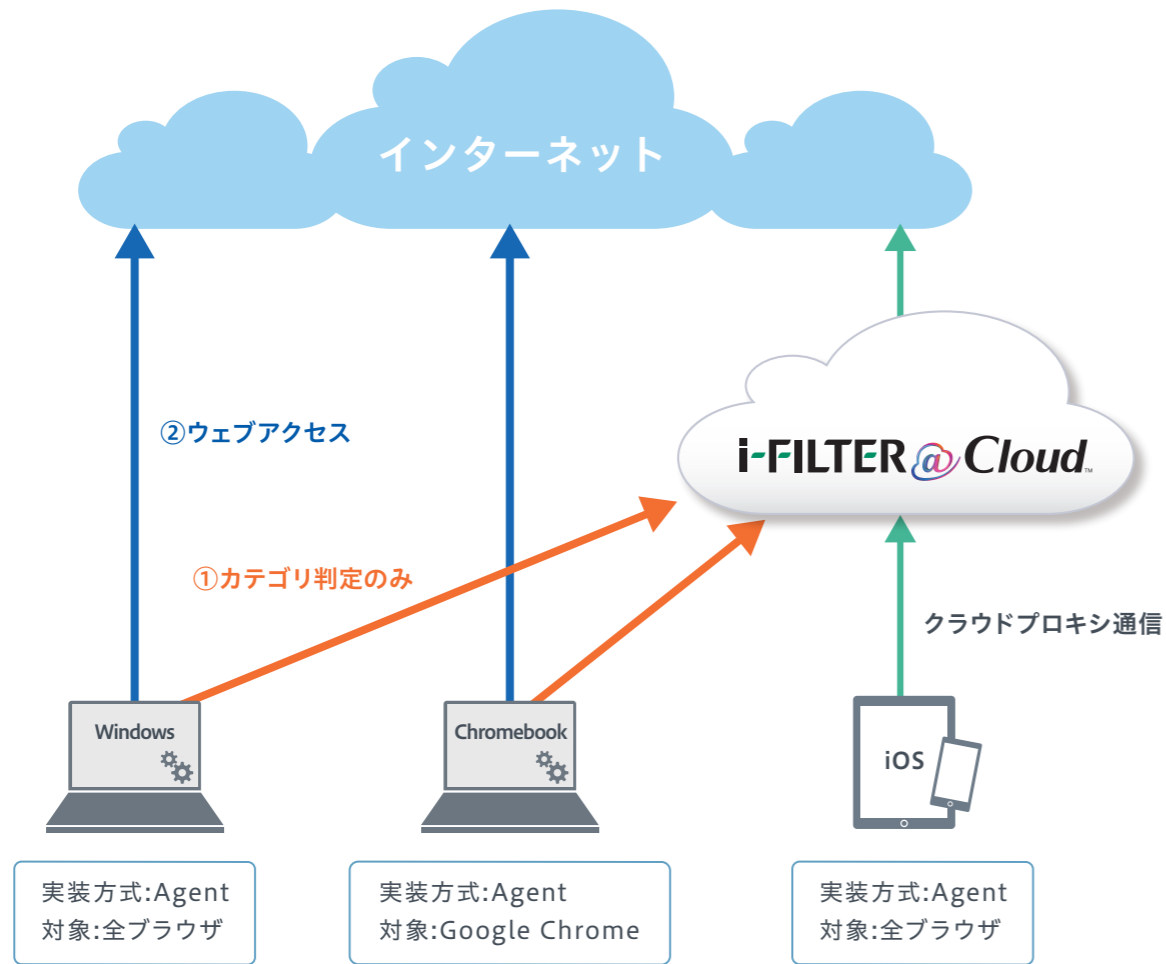 インターネット
i-FILTER@Cloud™
②ウェブアクセス
①カテゴリ判定のみ
クラウドプロキシ通信
Windows
Chromebook
iOS
実装方式:Agent
対象:全ブラウザ
実装方式:Agent
対象:Google Chrome
実装方式:Agent
対象:全ブラウザ